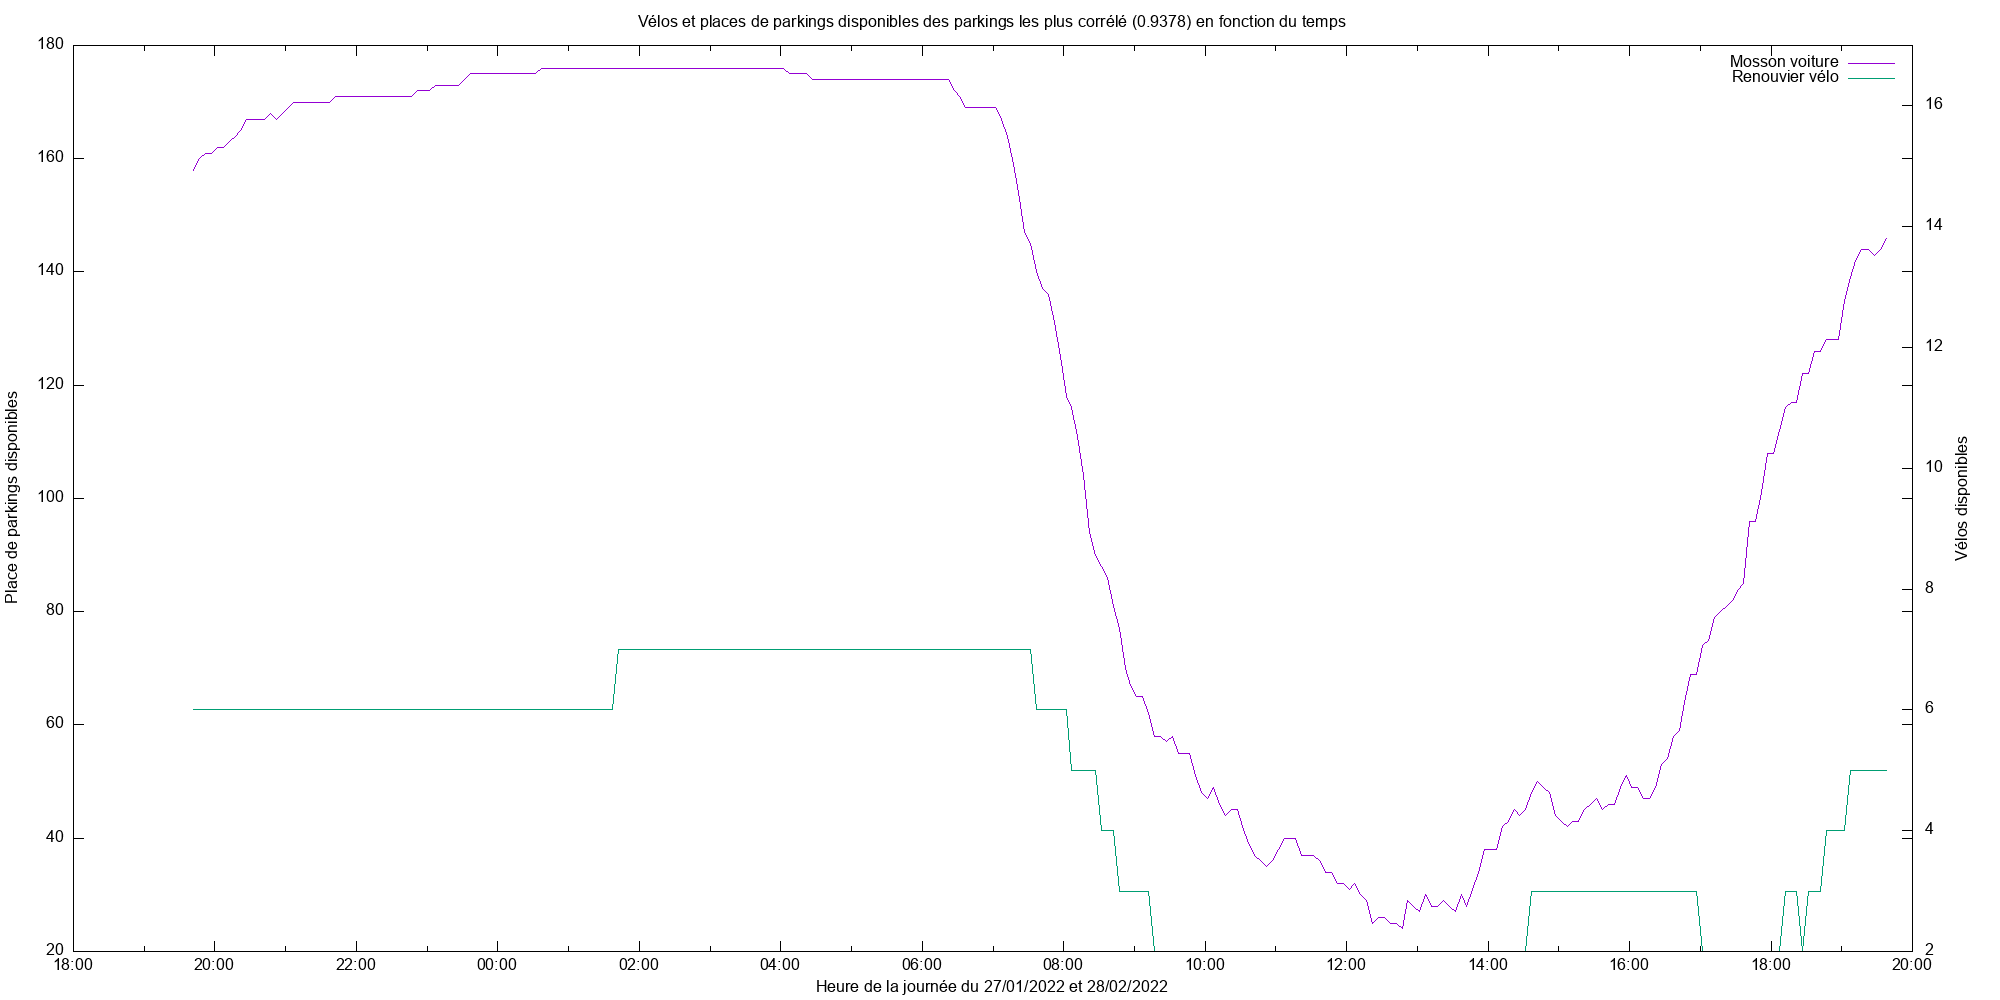 Vélos et places de parkings disponibles des parkings les plus corrélé (0.9378) en fonction du temps
Mosson voiture
Renouvier vélo
Place de parkings disponibles
180
160
140
120
100
80
60
40
20
16
14
12
10
8
6
4
2
Vélos disponibles
18:00 20:00 22:00 00:00 02:00 04:00 06:00 08:00 10:00 12:00 14:00 16:00 18:00 20:00
Heure de la journée du 27/01/2022 et 28/02/2022